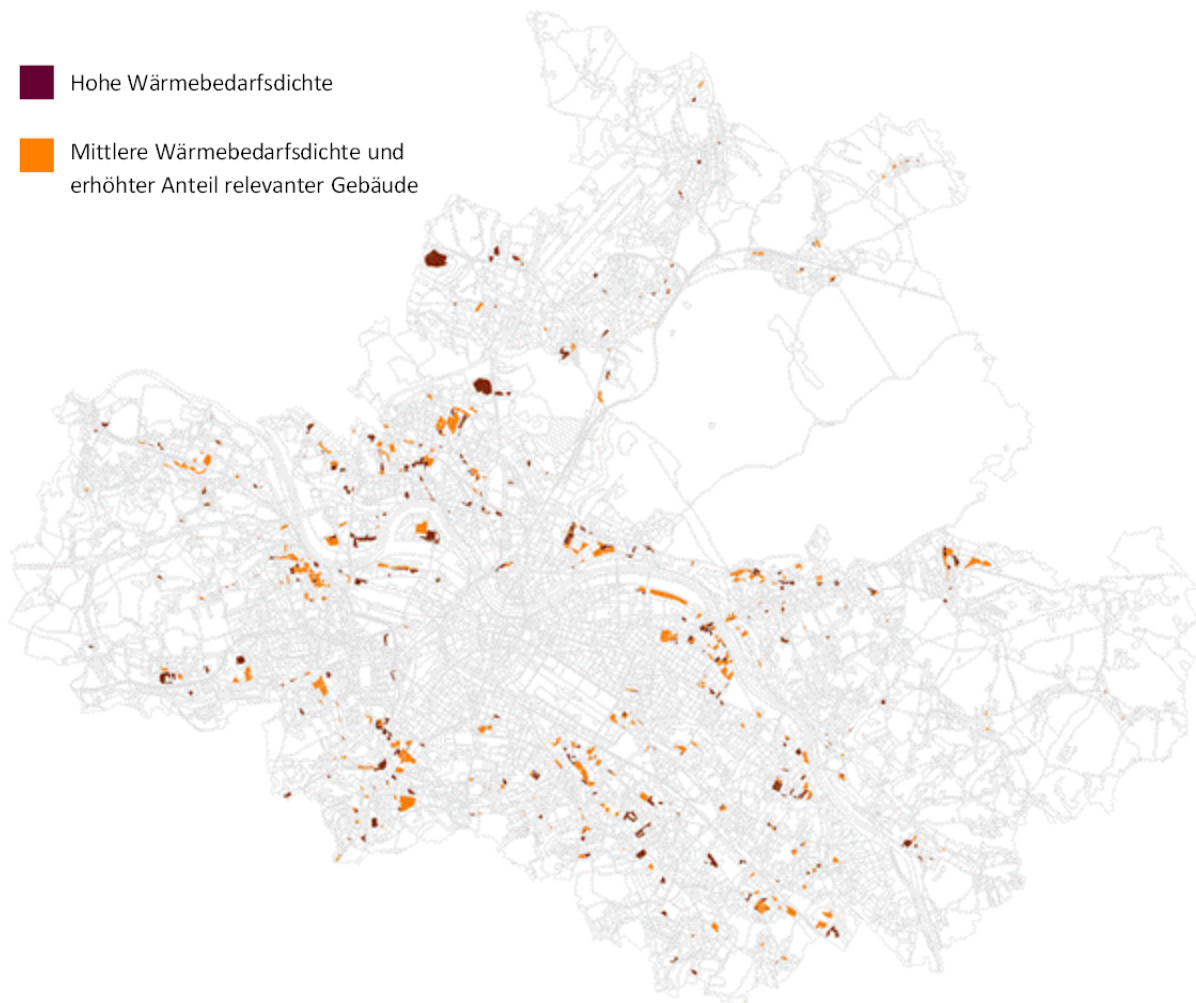 Hohe Wärmebedarfsdichte
Mittlere Wärmebedarfsdichte und
erhöhter Anteil relevanter Gebäude